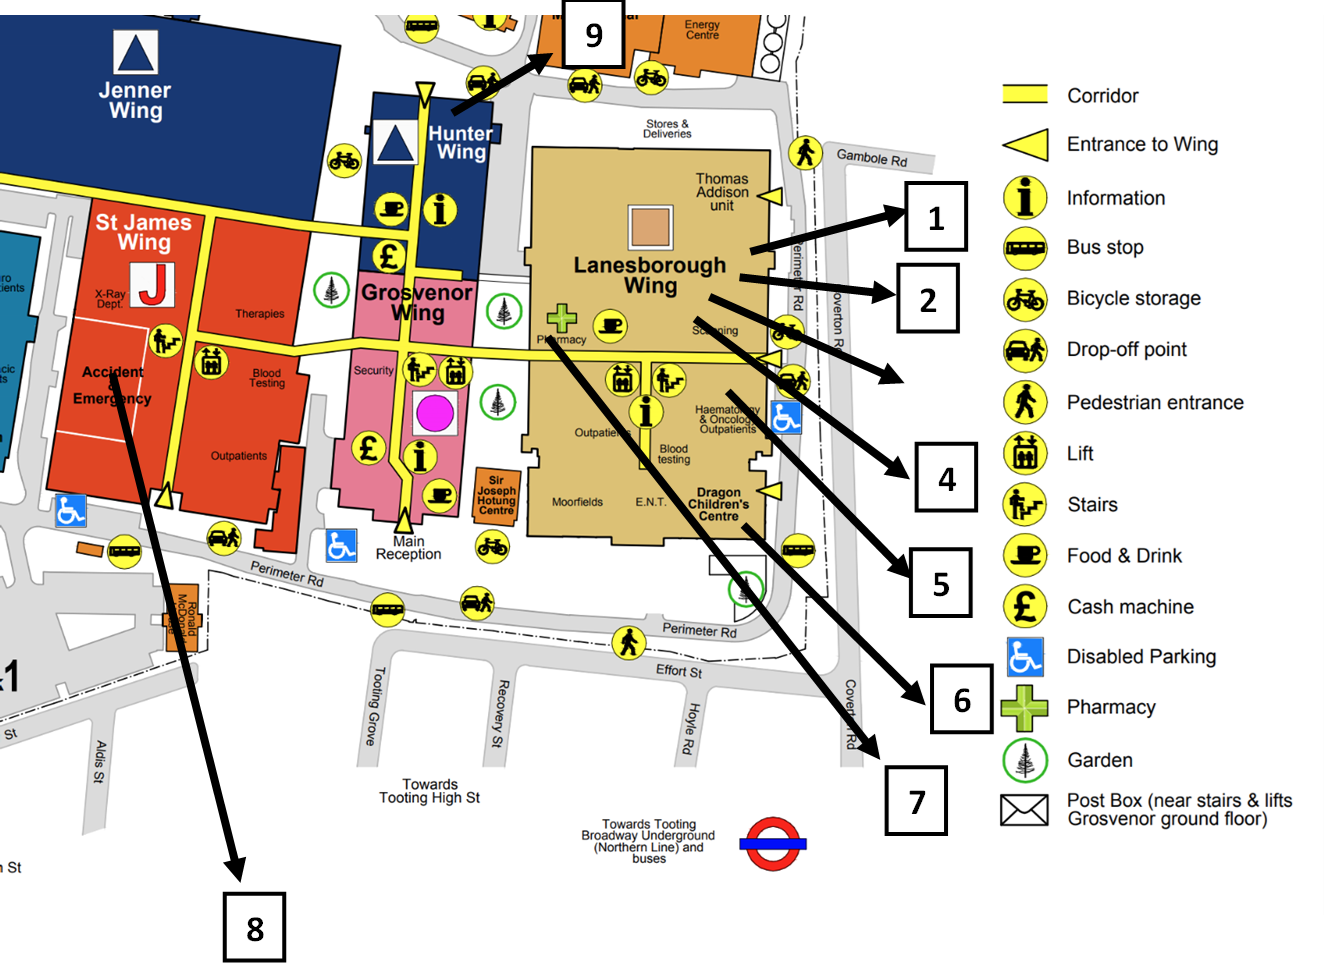 Energy
Centre
9
Jenner
Wing
Hunter
Wing
Stores &
Deliveries
Gambole Rd
Thomas
Addison
unit
Perimeter Rd
Lanesborough
Wing
St James
Wing
J
X-Ray
Dept.
Therapies
Grosvenor
Wing
Pharmacy
Security
Blood
Testing
Accident
Emergency
Outpatients
Haematology
& Oncology
Outpatients
Outpatients
Blood
testing
Moorfields
E.N.T.
Dragon
Children's
Centre
Sir
Joseph
Hotung
Centre
Main
Reception
Perimeter Rd
Perimeter Rd
Effort St
Ronald
Tooting Grove
Recovery St
Hoyle Rd
Aldis St
St
Towards
Tooting High St
Towards Tooting
Broadway Underground
(Northern Line) and
buses
St
1
1
2
4
5
6
7
8
Corridor
Entrance to Wing
Information
Bus stop
Bicycle storage
Drop-off point
Pedestrian entrance
Lift
Stairs
Food & Drink
Cash machine
Disabled Parking
Pharmacy
Garden
Post Box (near stairs & lifts
Grosvenor ground floor)